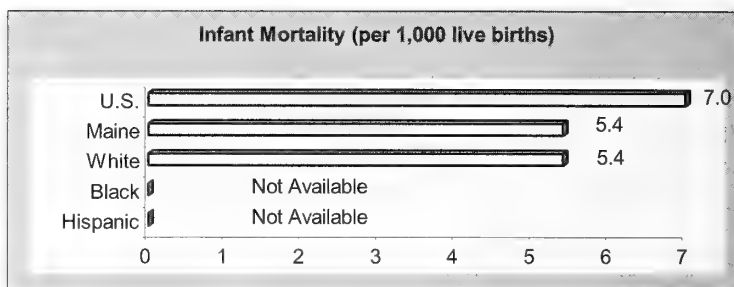 Infant Mortality (per 1,000 live births)
U.S. 7.0
Maine 5.4
White 5.4
Black Not Available
Hispanic Not Available
0 1 2 3 4 5 6 7